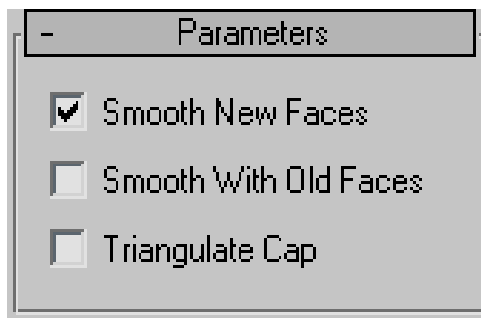 - Parameters
Smooth New Faces
Smooth With Old Faces
Triangulate Cap